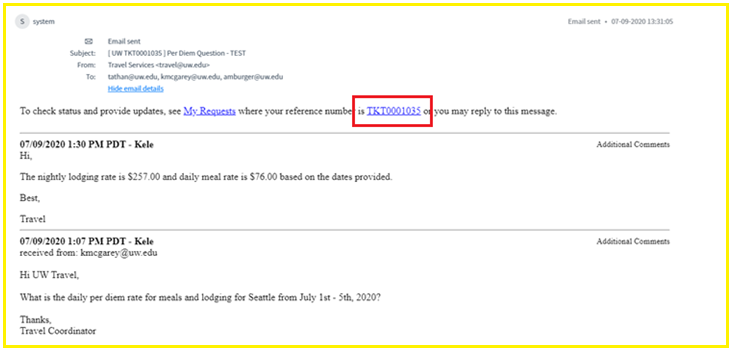 S system Email sent • 07-09-2020 13:31:05
Email sent
Subject: [ UW TKT0001035 ] Per Diem Question - TEST
From: Travel Services <travel@uw.edu>
To: tathan@uw.edu, kmcgarey@uw.edu, amburger@uw.edu
Hide email details
To check status and provide updates, see My Requests where your reference number is TKT0001035 or you may reply to this message.
07/09/2020 1:30 PM PDT - Kele Additional Comments
Hi,
The nightly lodging rate is $257.00 and daily meal rate is $76.00 based on the dates provided.
Best,
Travel
07/09/2020 1:07 PM PDT - Kele Additional Comments
received from: kmcgarey@uw.edu
Hi UW Travel,
What is the daily per diem rate for meals and lodging for Seattle from July 1st - 5th, 2020?
Thanks,
Travel Coordinator